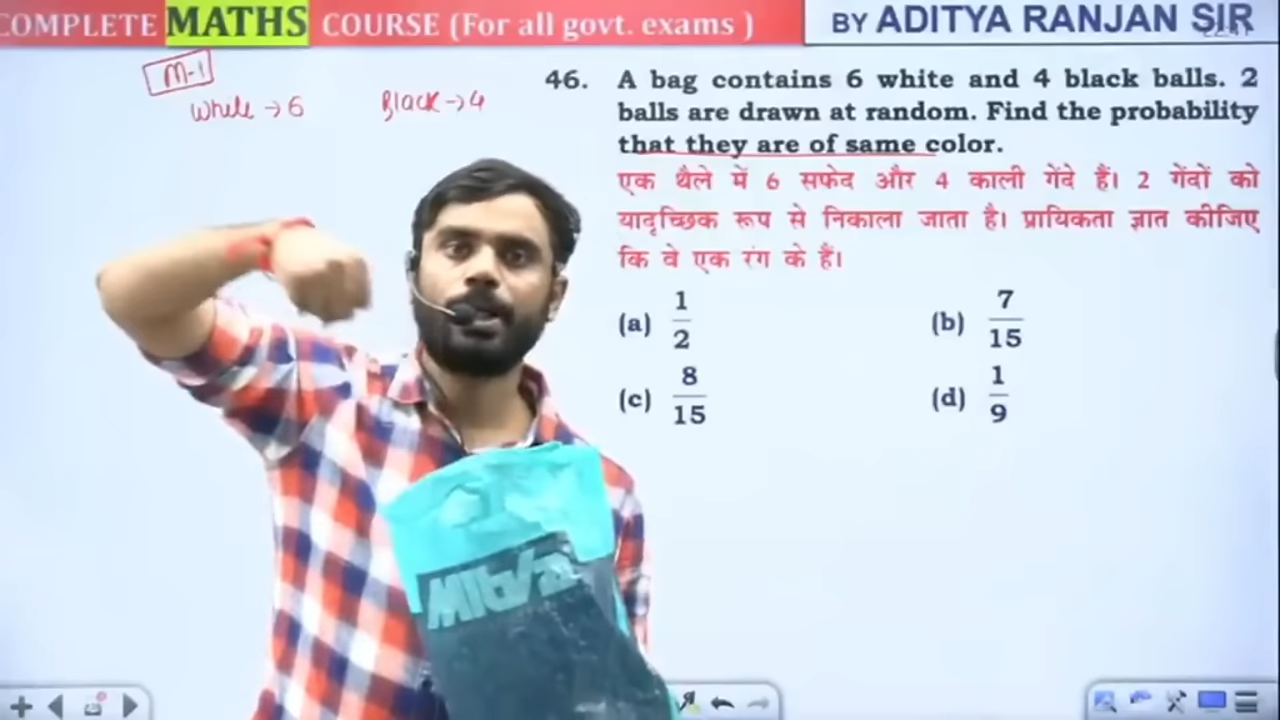 COMPLETE MATHS COURSE (For all govt. exams )
BY ADITYA RANJAN SIR
M-1
White → 6 Black → 4
46. A bag contains 6 white and 4 black balls. 2
balls are drawn at random. Find the probability
that they are of same color.
एक थैले में 6 सफेद और 4 काली गेंदे हैं। 2 गेंदों को
यादृच्छिक रूप से निकाला जाता है। प्रायिकता ज्ञात कीजिए
कि वे एक रंग के हैं।
(a) 1/2 (b) 7/15
(c) 8/15 (d) 1/9